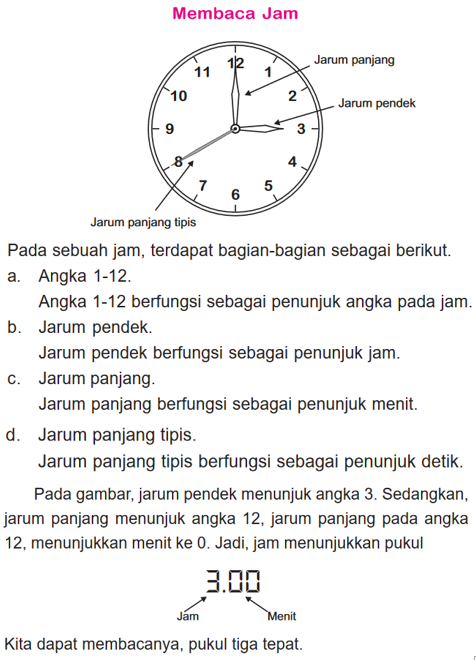 Membaca Jam
12
11
1
Jarum panjang
10
2
Jarum pendek
9
3
8
4
7
5
6
Jarum panjang tipis
Pada sebuah jam, terdapat bagian-bagian sebagai berikut.
a. Angka 1-12.
Angka 1-12 berfungsi sebagai penunjuk angka pada jam.
b. Jarum pendek.
Jarum pendek berfungsi sebagai penunjuk jam.
c. Jarum panjang.
Jarum panjang berfungsi sebagai penunjuk menit.
d. Jarum panjang tipis.
Jarum panjang tipis berfungsi sebagai penunjuk detik.
Pada gambar, jarum pendek menunjuk angka 3. Sedangkan,
jarum panjang menunjuk angka 12, jarum panjang pada angka
12, menunjukkan menit ke 0. Jadi, jam menunjukkan pukul
3.00
Jam Menit
Kita dapat membacanya, pukul tiga tepat.